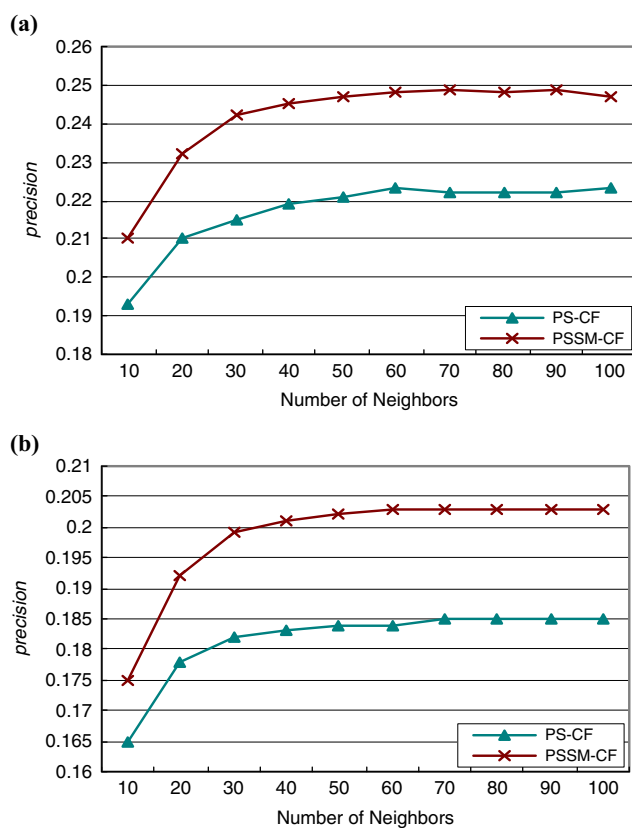 (a)
0.26
0.25
0.24
0.23
0.22
0.21
0.2
0.19
0.18
precision
PS-CF
PSSM-CF
10 20 30 40 50 60 70 80 90 100
Number of Neighbors
(b)
0.21
0.205
0.2
0.195
0.19
0.185
0.18
0.175
0.17
0.165
0.16
precision
PS-CF
PSSM-CF
10 20 30 40 50 60 70 80 90 100
Number of Neighbors